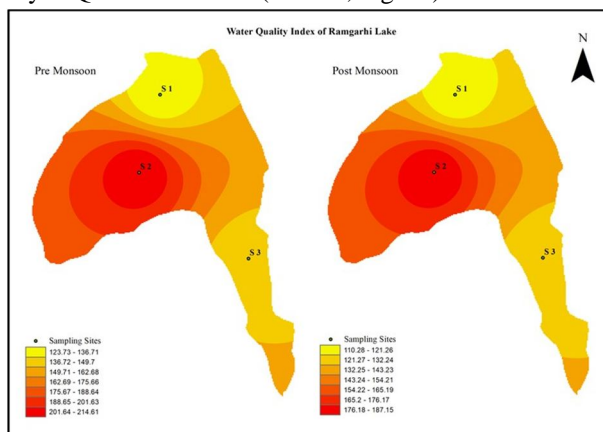 Water Quality Index of Ramgarhi Lake
N
Pre Monsoon
S 1
S 2
S 3
Sampling Sites
123.73 - 136.71
136.72 - 149.7
149.71 - 162.68
162.69 - 175.66
175.67 - 188.64
188.65 - 201.63
201.64 - 214.61
Post Monsoon
S 1
S 2
S 3
Sampling Sites
110.28 - 121.26
121.27 - 132.24
132.25 - 143.23
143.24 - 154.21
154.22 - 165.19
165.2 - 176.17
176.18 - 187.15